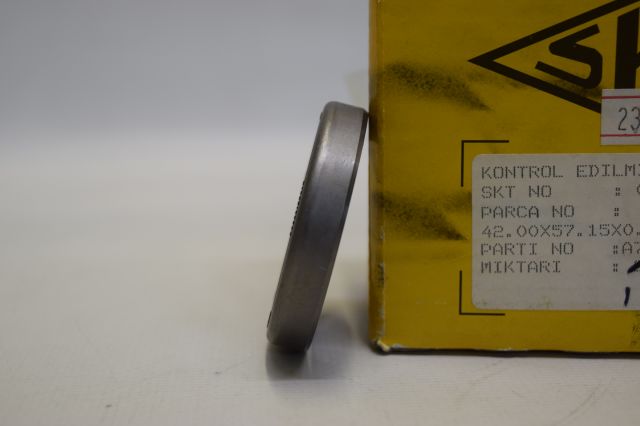 SK
23
KONTROL EDILMI
SKT NO :
PARCA NO :
42.00X57.15X0.
PARTI NO :A
MIKTARI :